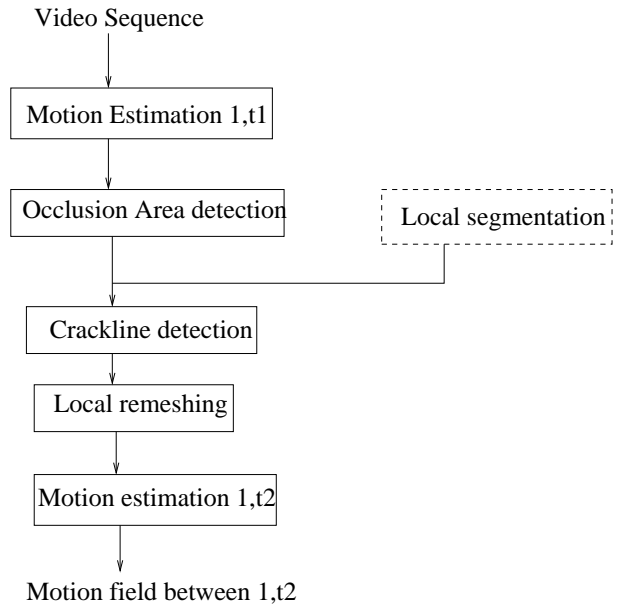 Video Sequence
Motion Estimation 1,t1
Occlusion Area detection
Local segmentation
Crackline detection
Local remeshing
Motion estimation 1,t2
Motion field between 1,t2